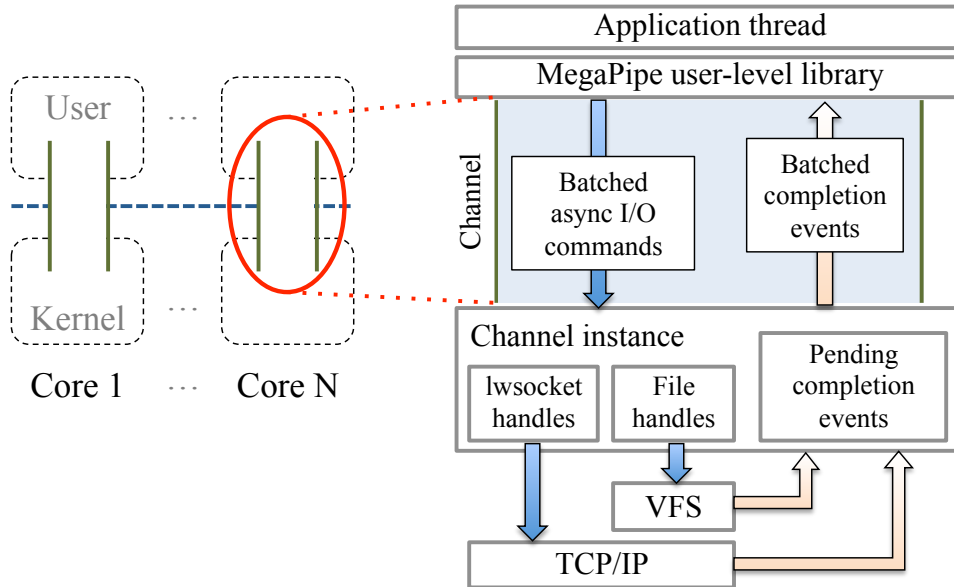 Application thread
MegaPipe user-level library
User
...
Channel
Batched
async I/O
commands
Batched
completion
events
Kernel
...
Channel instance
lwsocket
handles
File
handles
Pending
completion
events
Core 1
...
Core N
VFS
TCP/IP